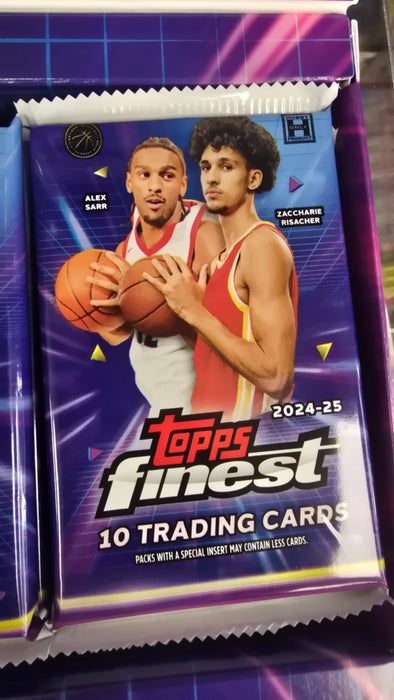 ALEX
SARR
ONLY
ZACCHARIE
RISACHER
2024-25
topps
finest
10 TRADING CARDS
PACKS WITH A SPECIAL INSERT MAY CONTAIN LESS CARDS.